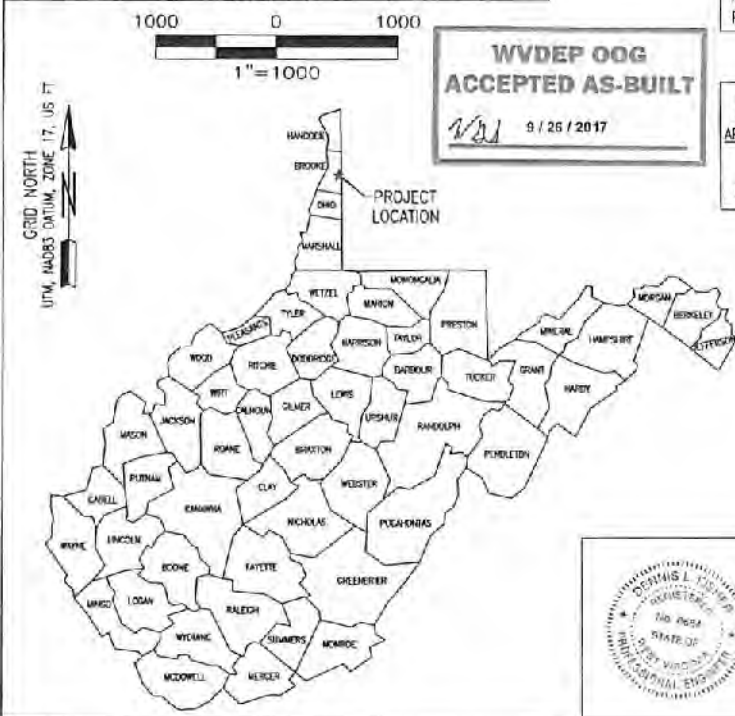 1000 0 1000
1"=1000
WVDEP OOG
ACCEPTED AS-BUILT
9 / 26 / 2017
GRID NORTH
UTM, NAD83 DATUM, ZONE 17, US FT
N
PROJECT
LOCATION
HANCOCK
BROOKE
OHIO
MARSHALL
WETZEL
MONONGALIA
MARION
PRESTON
TYLER
PLEASANTS
WOOD
RITCHIE
DODDRIDGE
HARRISON
TAYLOR
BARBOUR
TUCKER
MINERAL
GRANT
HAMPSHIRE
HARDY
MORGAN
BERKELEY
JEFFERSON
WIRT
CALHOUN
GILMER
LEWIS
UPSHUR
RANDOLPH
PENDLETON
MASON
JACKSON
ROANE
BRAXTON
WEBSTER
POCAHONTAS
PUTNAM
CABELL
KANAWHA
CLAY
NICHOLAS
WAYNE
LINCOLN
BOONE
FAYETTE
GREENBRIER
MINGO
LOGAN
RALEIGH
SUMMERS
MONROE
WYOMING
MCDOWELL
MERCER
DENNIS L. FISHER
REGISTERED
No.
STATE OF
WEST VIRGINIA
PROFESSIONAL ENGINEER